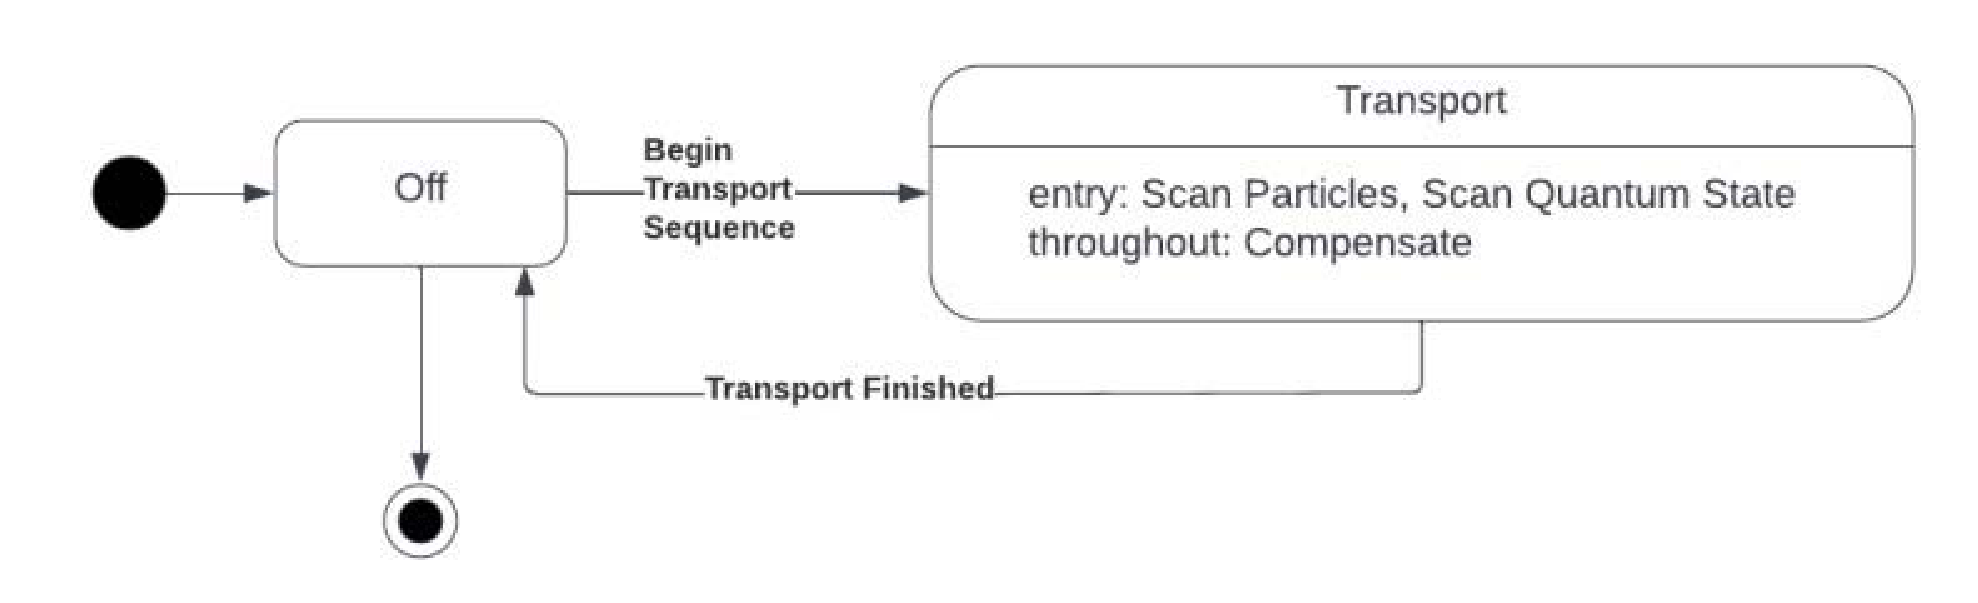 Off
Begin
Transport
Sequence
Transport
entry: Scan Particles, Scan Quantum State
throughout: Compensate
Transport Finished